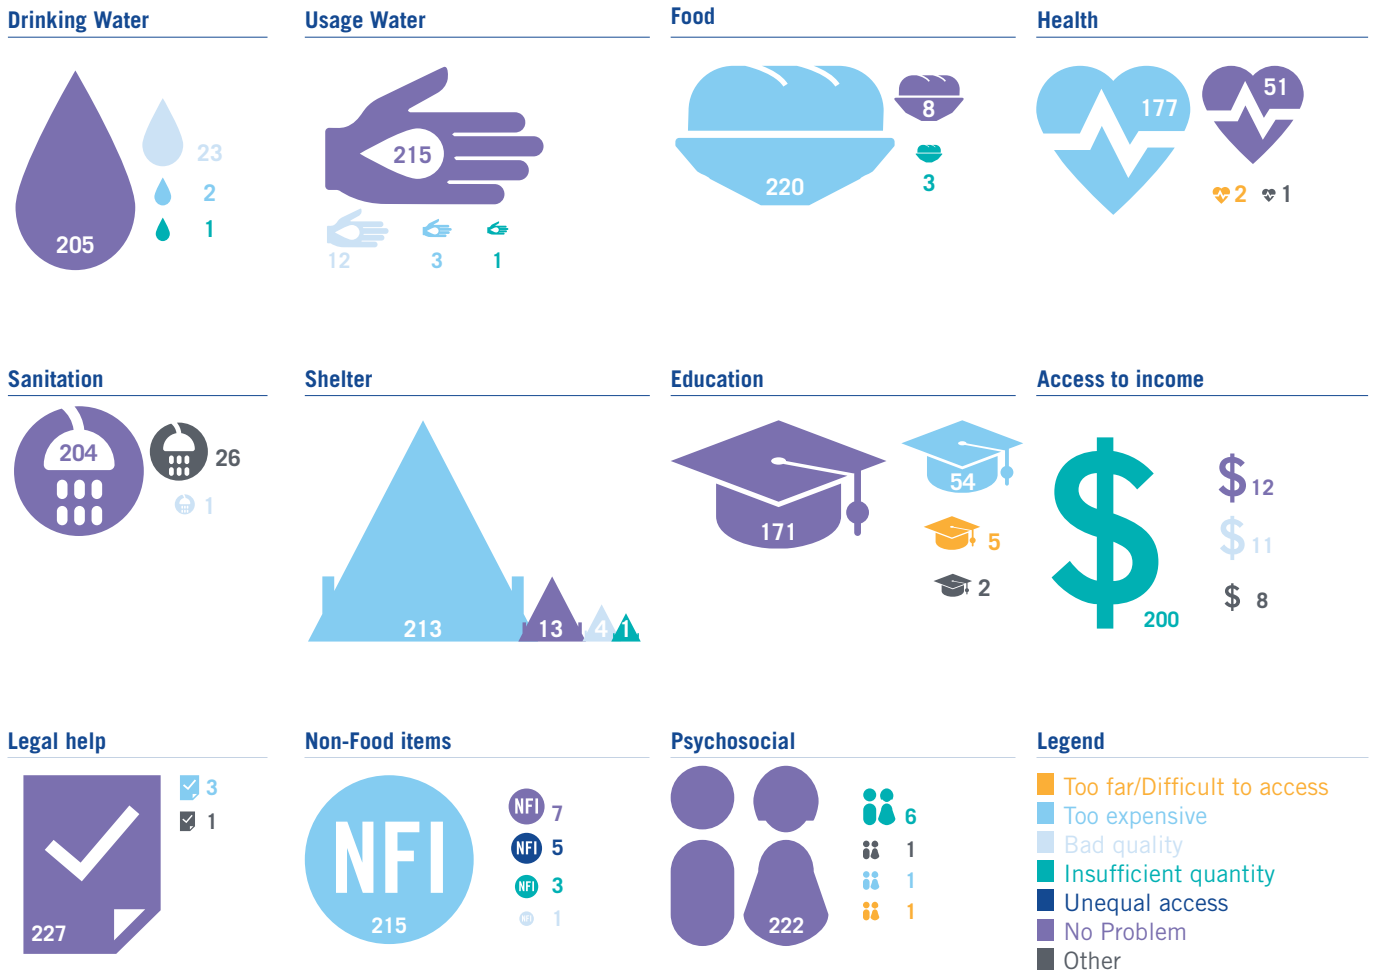 Drinking Water
205
23
2
1
Usage Water
215
12
3
1
Food
220
8
3
Health
177
51
2
1
Sanitation
204
26
1
Shelter
213
13
4
1
Education
171
54
5
2
Access to income
$
200
$ 12
$ 11
$ 8
Legal help
227
3
1
Non-Food items
NFI
215
NFI 7
NFI 5
NFI 3
NFI 1
Psychosocial
222
6
1
1
1
Legend
Too far/Difficult to access
Too expensive
Bad quality
Insufficient quantity
Unequal access
No Problem
Other